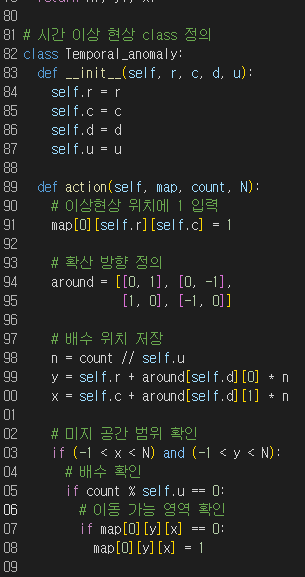 80
81 # 시간 이상 현상 class 정의
82 class Temporal_anomaly:
83 def __init__(self, r, c, d, u):
84 self.r = r
85 self.c = c
86 self.d = d
87 self.u = u
88
89 def action(self, map, count, N):
90 # 이상현상 위치에 1 입력
91 map[0][self.r][self.c] = 1
92
93 # 확산 방향 정의
94 around = [[0, 1], [0, -1],
95 [1, 0], [-1, 0]]
96
97 # 배수 위치 저장
98 n = count // self.u
99 y = self.r + around[self.d][0] * n
00 x = self.c + around[self.d][1] * n
01
02 # 미지 공간 범위 확인
03 if (-1 < x < N) and (-1 < y < N):
04 # 배수 확인
05 if count % self.u == 0:
06 # 이동 가능 영역 확인
07 if map[0][y][x] == 0:
08 map[0][y][x] = 1
09